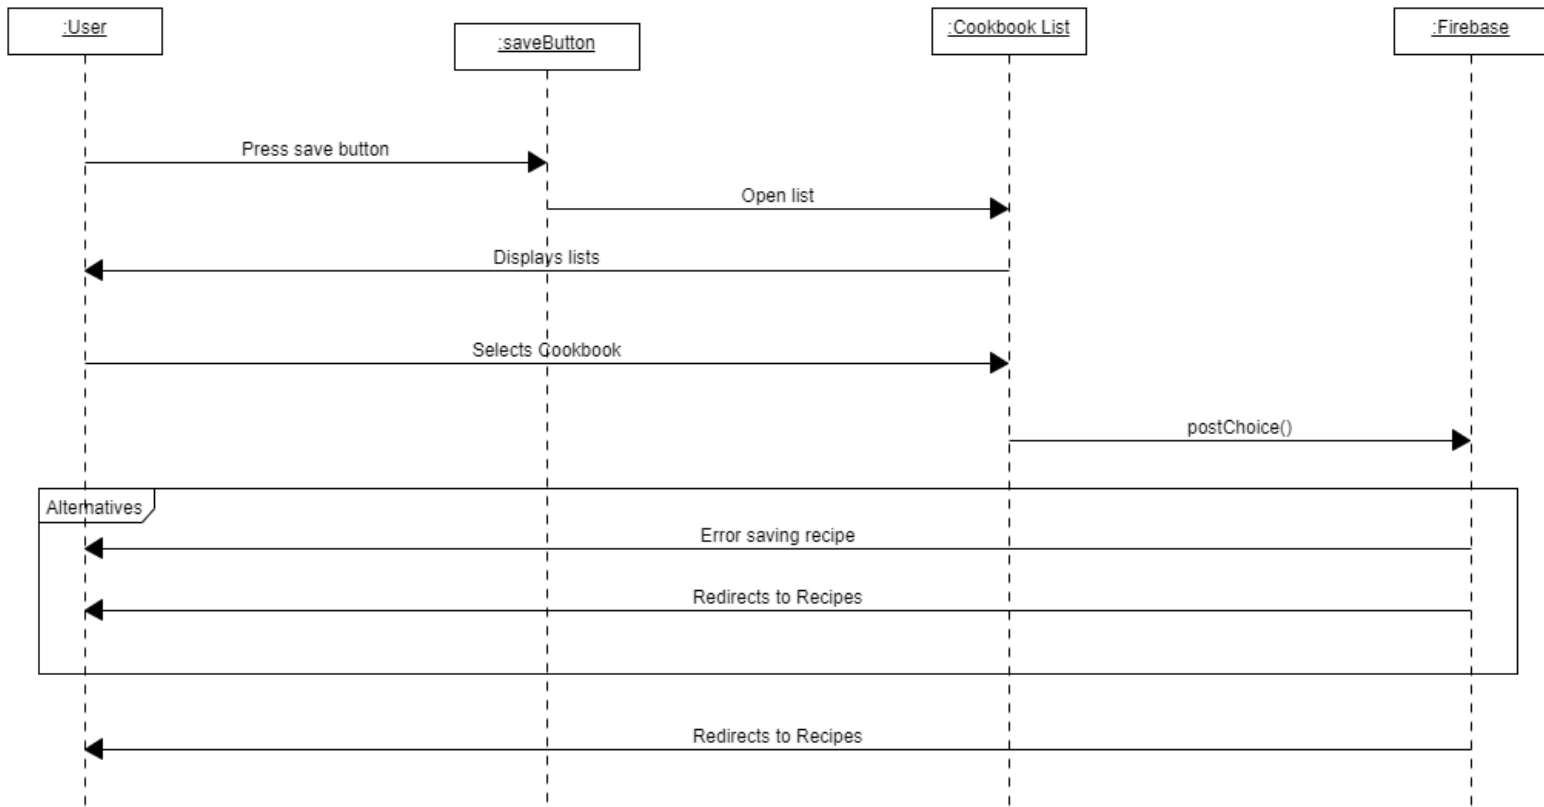 :User
:saveButton
:Cookbook List
:Firebase
Press save button
Open list
Displays lists
Selects Cookbook
postChoice()
Alternatives
Error saving recipe
Redirects to Recipes
Redirects to Recipes